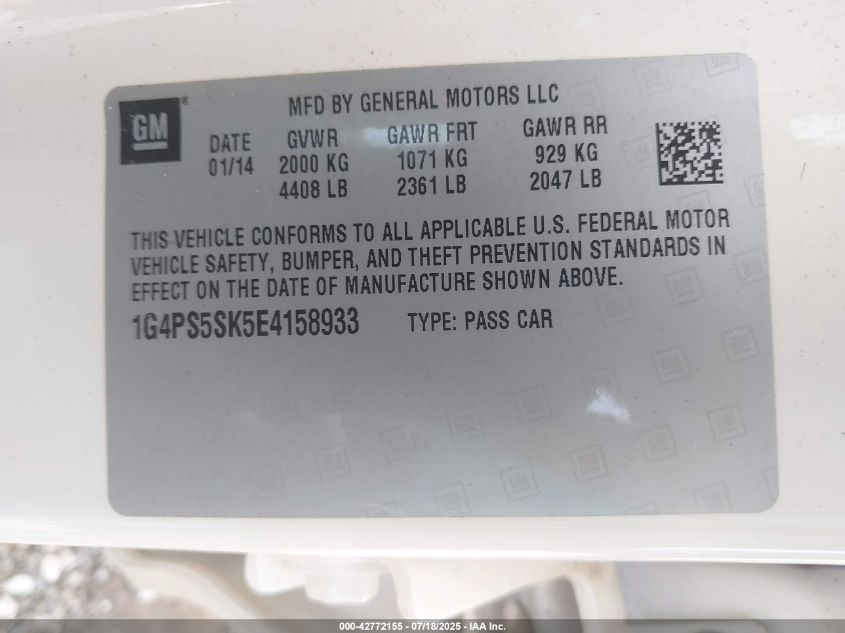 GM
®
MFD BY GENERAL MOTORS LLC
DATE GVWR GAWR FRT GAWR RR
01/14 2000 KG 1071 KG 929 KG
4408 LB 2361 LB 2047 LB
THIS VEHICLE CONFORMS TO ALL APPLICABLE U.S. FEDERAL MOTOR
VEHICLE SAFETY, BUMPER, AND THEFT PREVENTION STANDARDS IN
EFFECT ON THE DATE OF MANUFACTURE SHOWN ABOVE.
1G4PS5SK5E4158933 TYPE: PASS CAR
000-42772155 - 07/18/2025 - IAA Inc.